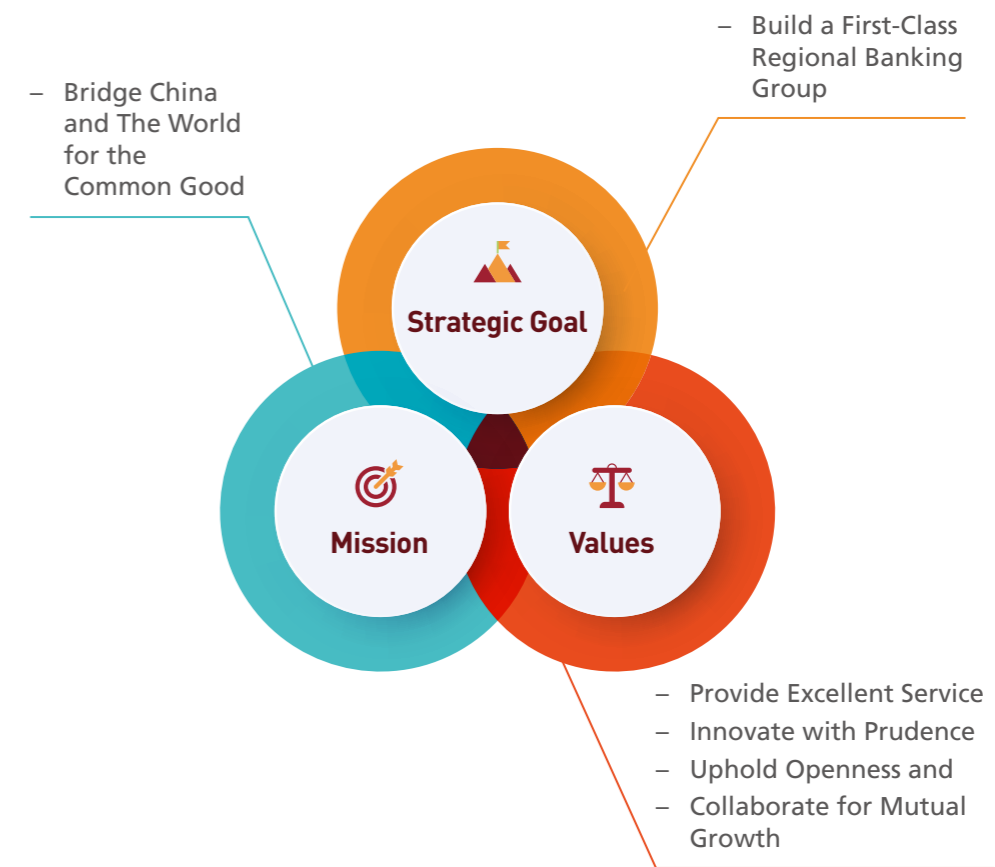 – Build a First-Class
Regional Banking
Group
– Bridge China
and The World
for the
Common Good
Strategic Goal
Mission
Values
– Provide Excellent Service
– Innovate with Prudence
– Uphold Openness and
– Collaborate for Mutual
Growth